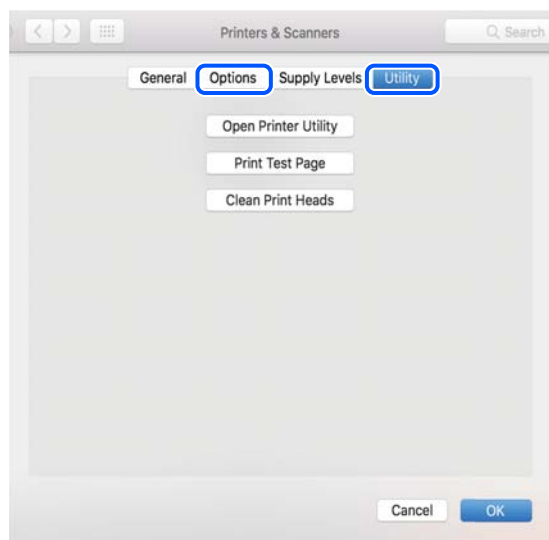 Printers & Scanners Search
General Options Supply Levels Utility
Open Printer Utility
Print Test Page
Clean Print Heads
Cancel OK